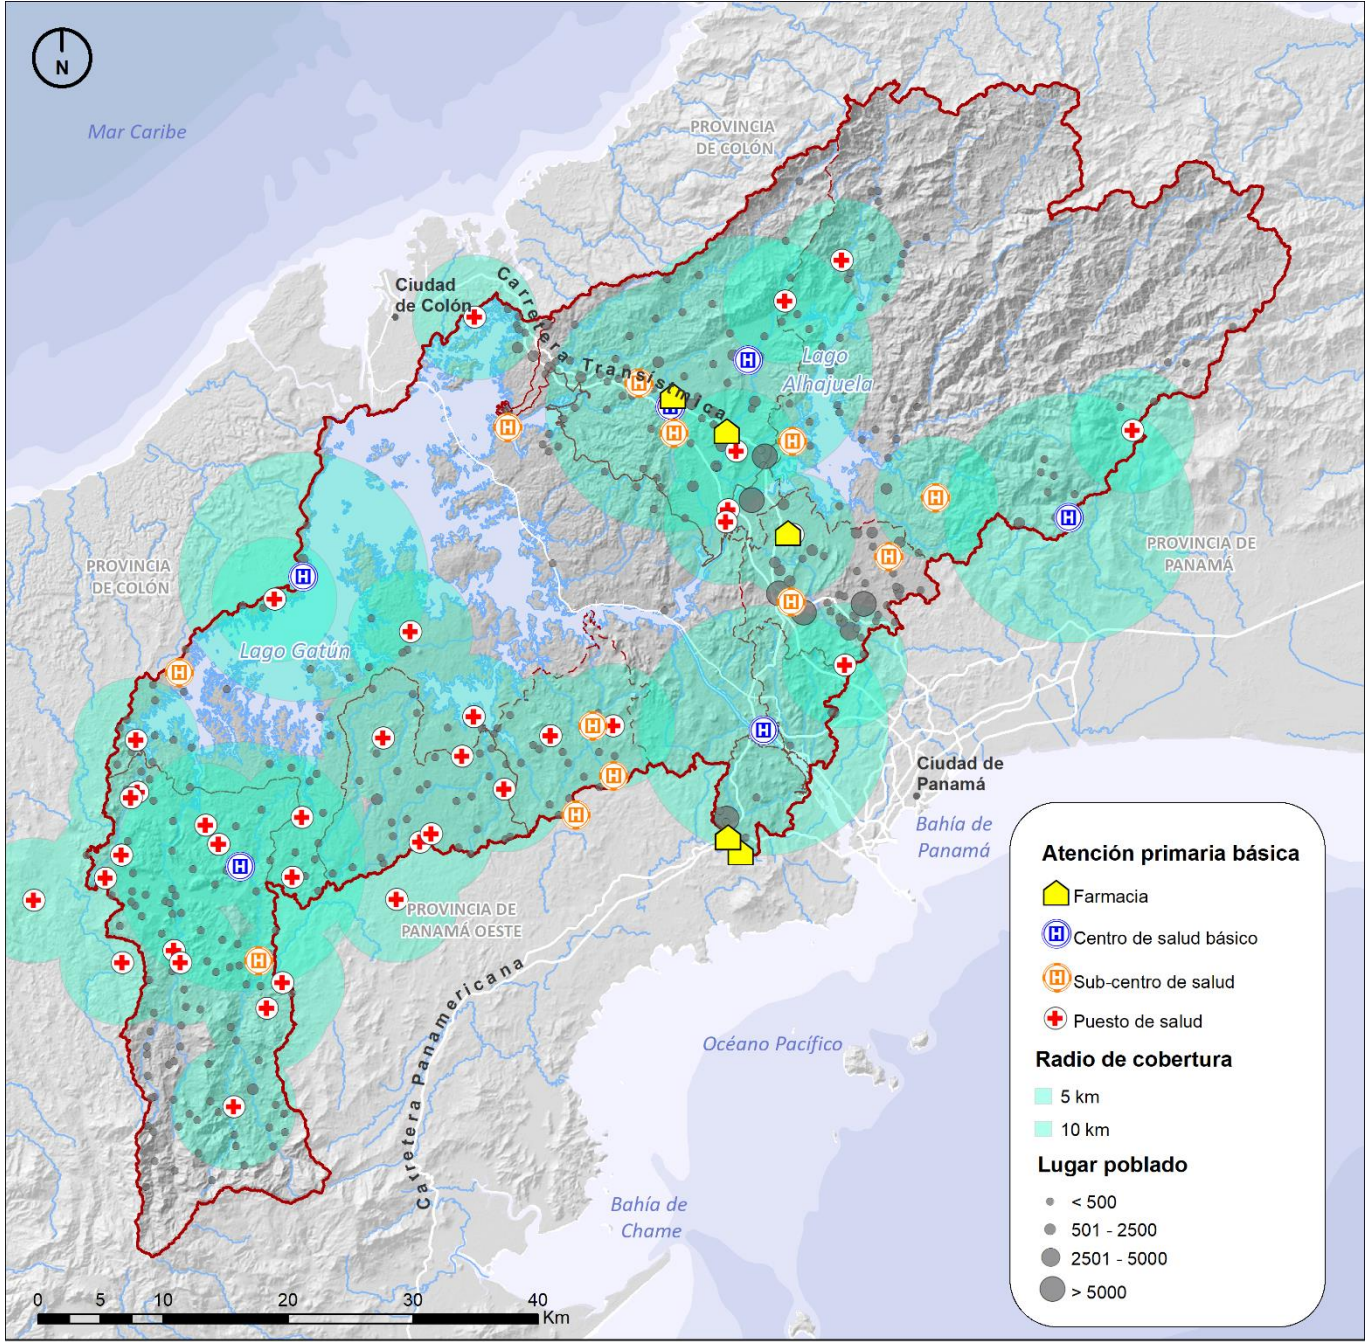 N
Mar Caribe
PROVINCIA
DE COLÓN
Ciudad
de Colón
Carretera Transísmica
Lago
Alhajuela
PROVINCIA
DE COLÓN
PROVINCIA DE
PANAMÁ
Lago Gatún
Ciudad de
Panamá
Bahía de
Panamá
PROVINCIA DE
PANAMÁ OESTE
Carretera Panamericana
Océano Pacífico
Bahía de
Chame
Atención primaria básica
Farmacia
Centro de salud básico
Sub-centro de salud
Puesto de salud
Radio de cobertura
5 km
10 km
Lugar poblado
< 500
501 - 2500
2501 - 5000
> 5000
0 5 10 20 30 40
Km